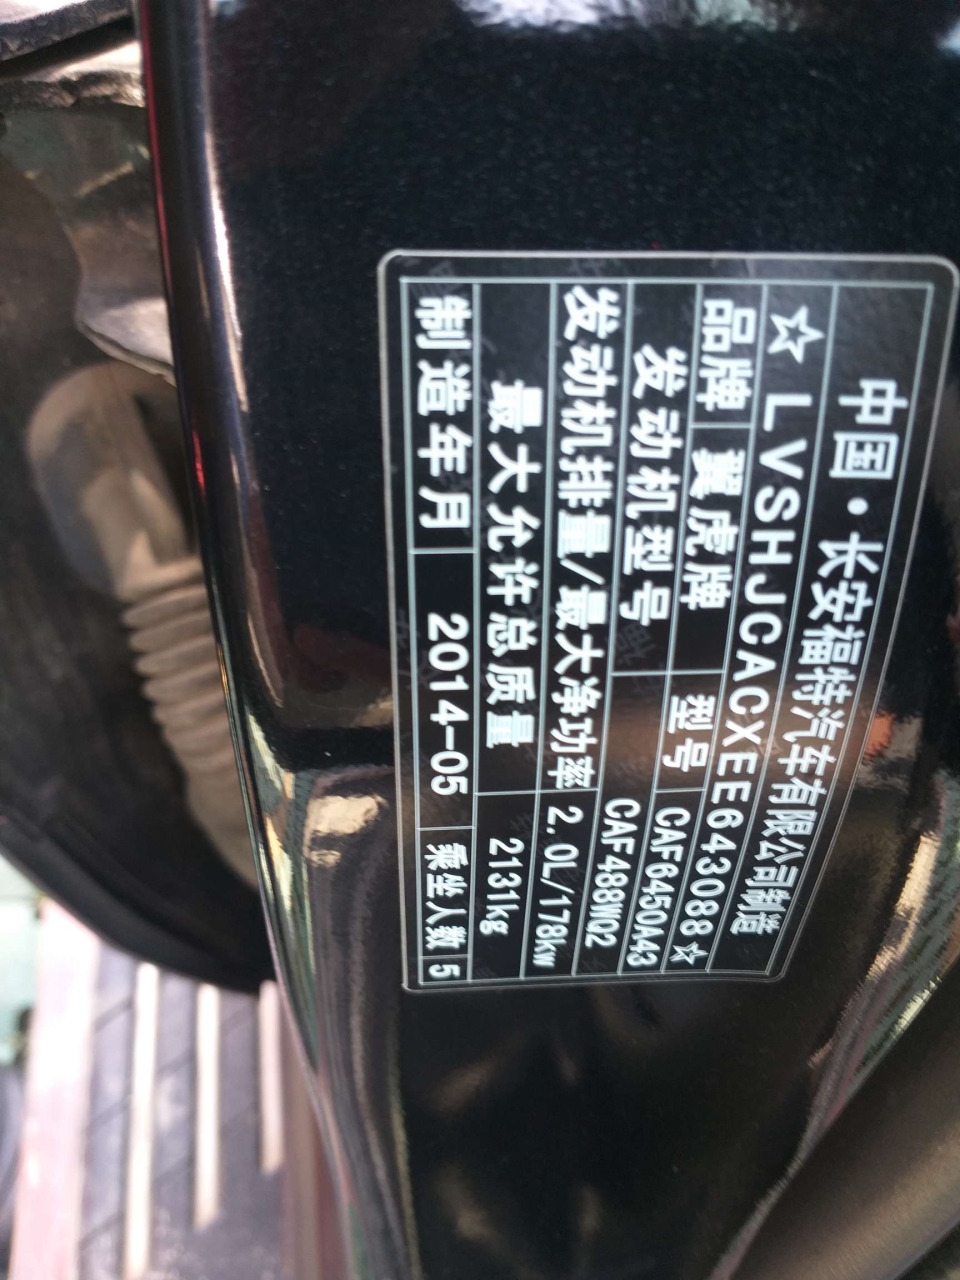 中国·长安福特汽车有限公司制造
☆LVSHJCACXEE643088☆
品牌 翼虎牌 型号 CAF6450A43
发动机型号 CAF488WQ2
发动机排量/最大净功率 2.0L/178kw
最大允许总质量 2131kg
制造年月 2014-05 乘坐人数 5